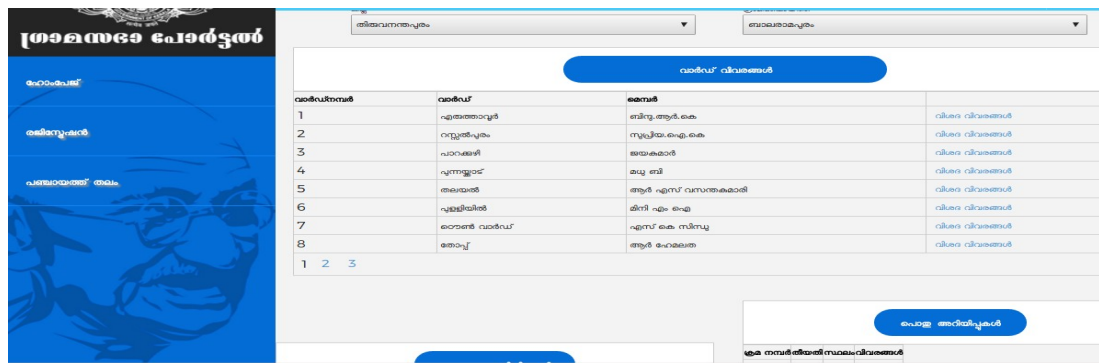 ഗ്രാമസഭാ പോർട്ടൽ
ഹോംപേജ്
രജിസ്ട്രേഷൻ
പഞ്ചായത്ത് തലം
തിരുവനന്തപുരം
ബാലരാമപുരം
വാർഡ് വിവരങ്ങൾ
വാർഡ്നമ്പർ വാർഡ് മെമ്പർ
1 എരുത്താവൂർ ബിന്ദു.ആർ.കെ വിശദ വിവരങ്ങൾ
2 റസ്സൽപുരം സുപ്രിയ.ഐ.കെ വിശദ വിവരങ്ങൾ
3 പാറക്കുഴി ജയകുമാർ വിശദ വിവരങ്ങൾ
4 പുന്നയ്ക്കാട് മധു ബി വിശദ വിവരങ്ങൾ
5 തലയൽ ആർ എസ് വസന്തകുമാരി വിശദ വിവരങ്ങൾ
6 പുള്ളിയിൽ മിനി എം ഐ വിശദ വിവരങ്ങൾ
7 ടൌൺ വാർഡ് എസ് കെ സിന്ധു വിശദ വിവരങ്ങൾ
8 തോപ്പ് ആർ ഹേമലത വിശദ വിവരങ്ങൾ
1 2 3
പൊതു അറിയിപ്പുകൾ
ക്രമ നമ്പർ തീയതി സ്ഥലം വിവരങ്ങൾ